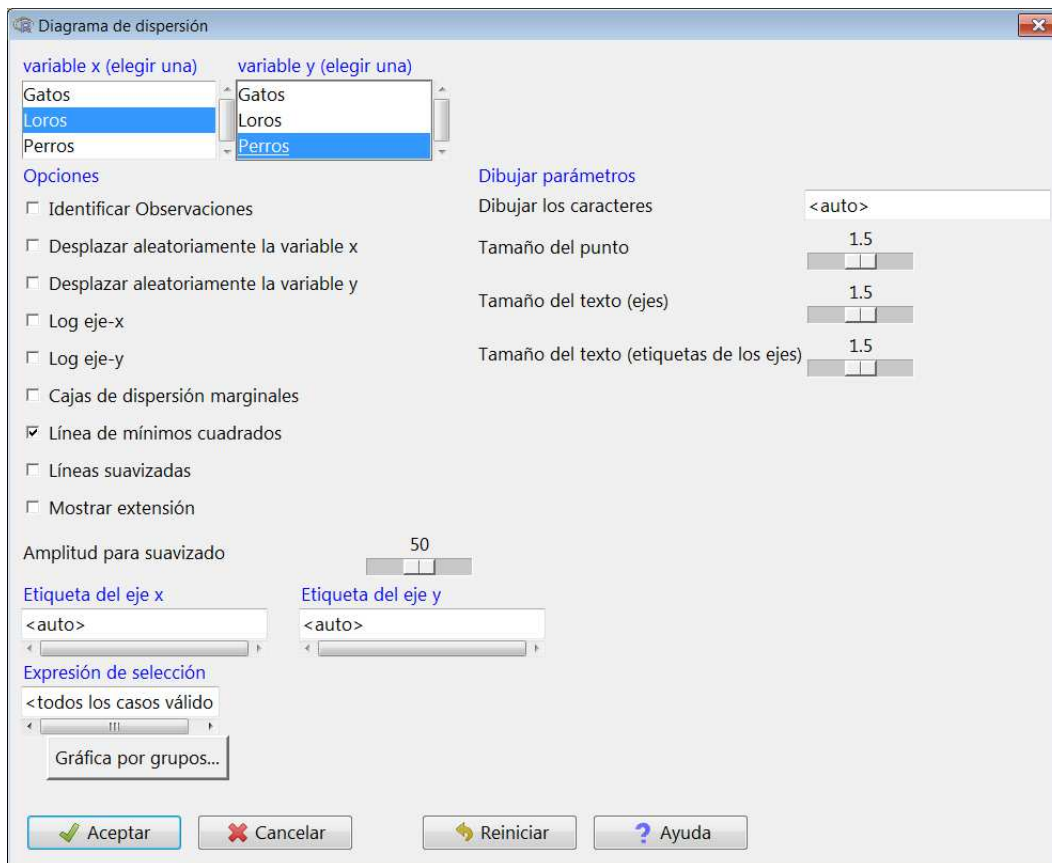 Diagrama de dispersión
variable x (elegir una)
Gatos
Loros
Perros
variable y (elegir una)
Gatos
Loros
Perros
Opciones
Identificar Observaciones
Desplazar aleatoriamente la variable x
Desplazar aleatoriamente la variable y
Log eje-x
Log eje-y
Cajas de dispersión marginales
Línea de mínimos cuadrados
Líneas suavizadas
Mostrar extensión
Amplitud para suavizado
50
Dibujar parámetros
Dibujar los caracteres
<auto>
Tamaño del punto
1.5
Tamaño del texto (ejes)
1.5
Tamaño del texto (etiquetas de los ejes)
1.5
Etiqueta del eje x
<auto>
Etiqueta del eje y
<auto>
Expresión de selección
<todos los casos válido
Gráfica por grupos...
Aceptar
Cancelar
Reiniciar
Ayuda